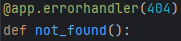 @app.errorhandler(404)
def not_found():